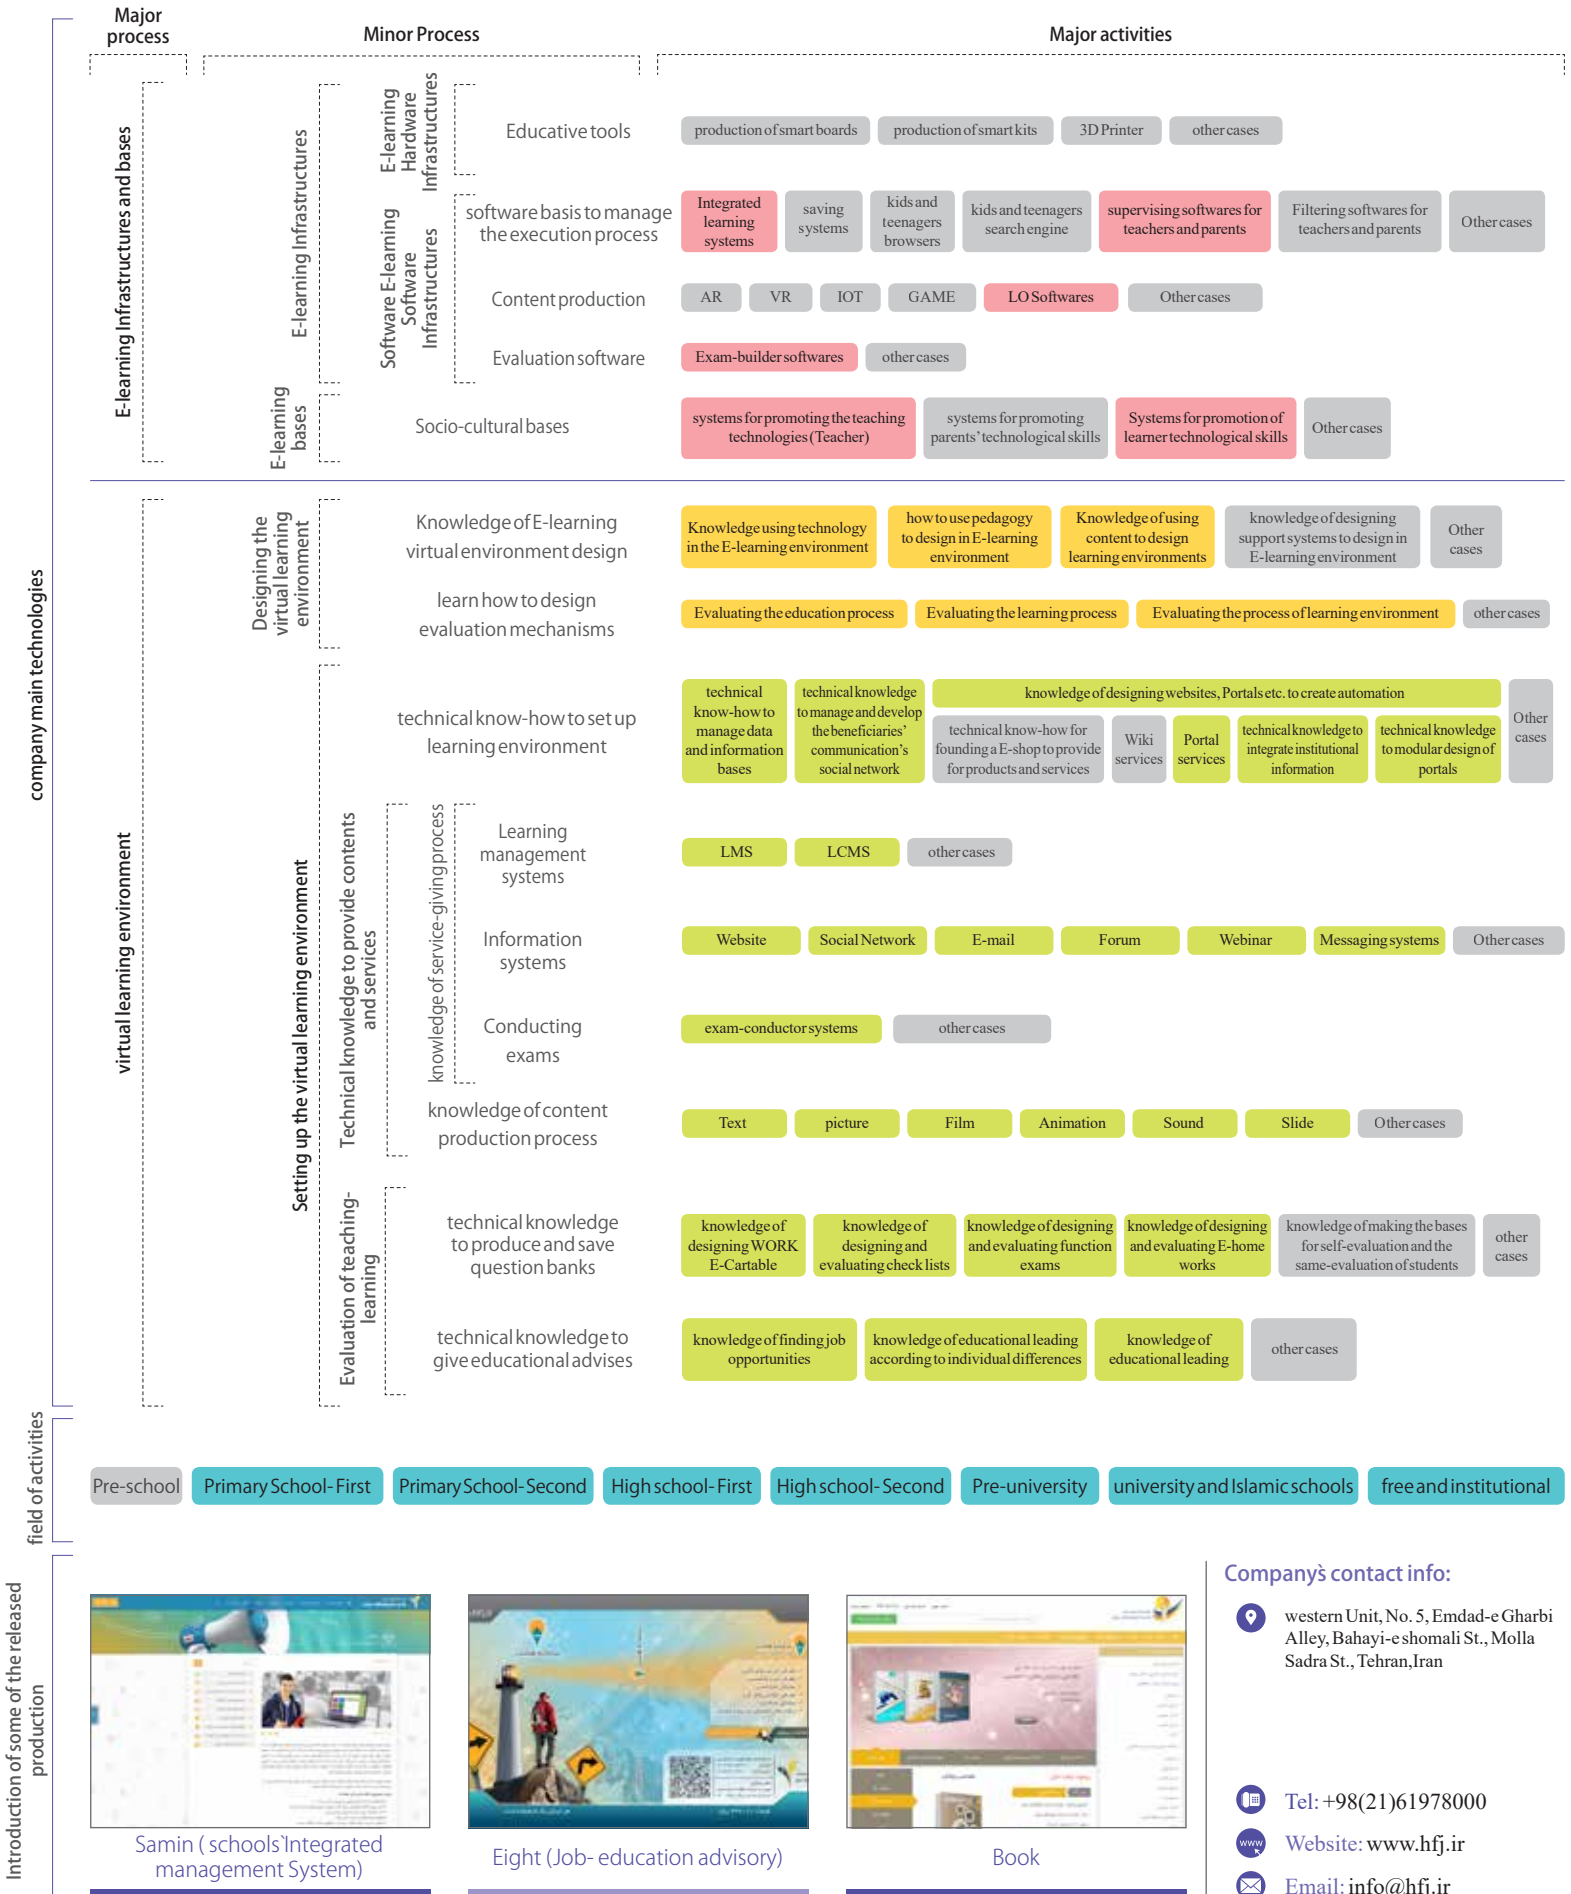 Major
process
Minor Process
Major activities
company main technologies
E-learning Infrastructures and bases
E-learning Infrastructures
E-learning
Hardware
Infrastructures
Educative tools
production of smart boards
production of smart kits
3D Printer
other cases
Software E-learning
Software
Infrastructures
software basis to manage
the execution process
Integrated
learning
systems
saving
systems
kids and
teenagers
browsers
kids and teenagers
search engine
supervising softwares for
teachers and parents
Filtering softwares for
teachers and parents
Other cases
Content production
AR
VR
IOT
GAME
LO Softwares
Other cases
Evaluation software
Exam-builder softwares
other cases
E-learning
bases
Socio-cultural bases
systems for promoting the teaching
technologies (Teacher)
systems for promoting
parents' technological skills
Systems for promotion of
learner technological skills
Other cases
virtual learning environment
Designing the
virtual learning
environment
Knowledge of E-learning
virtual environment design
Knowledge using technology
in the E-learning environment
how to use pedagogy
to design in E-learning
environment
Knowledge of using
content to design
learning environments
knowledge of designing
support systems to design in
E-learning environment
Other
cases
learn how to design
evaluation mechanisms
Evaluating the education process
Evaluating the learning process
Evaluating the process of learning environment
other cases
Setting up the virtual learning environment
technical know-how to set up
learning environment
technical
know-how to
manage data
and information
bases
technical knowledge
to manage and develop
the beneficiaries'
communication's
social network
knowledge of designing websites, Portals etc. to create automation
technical know-how for
founding a E-shop to provide
for products and services
Wiki
services
Portal
services
technical knowledge to
integrate institutional
information
technical knowledge
to modular design of
portals
Other
cases
Technical knowledge to provide contents
and services
knowledge of service-giving process
Learning
management
systems
LMS
LCMS
other cases
Information
systems
Website
Social Network
E-mail
Forum
Webinar
Messaging systems
Other cases
Conducting
exams
exam-conductor systems
other cases
knowledge of content
production process
Text
picture
Film
Animation
Sound
Slide
Other cases
Evaluation of teaching-
learning
technical knowledge
to produce and save
question banks
knowledge of
designing WORK
E-Cartable
knowledge of
designing and
evaluating check lists
knowledge of designing
and evaluating function
exams
knowledge of designing
and evaluating E-home
works
knowledge of making the bases
for self-evaluation and the
same-evaluation of students
other
cases
technical knowledge to
give educational advises
knowledge of finding job
opportunities
knowledge of educational leading
according to individual differences
knowledge of
educational leading
other cases
field of activities
Pre-school
Primary School- First
Primary School- Second
High school- First
High school- Second
Pre-university
university and Islamic schools
free and institutional
Introduction of some of the released
production
Samin ( schools`Integrated
management System)
Eight (Job- education advisory)
Book
Company`s contact info:
western Unit, No. 5, Emdad-e Gharbi
Alley, Bahayi-e shomali St., Molla
Sadra St., Tehran,Iran
Tel: +98(21)61978000
www
Website: www.hfj.ir
Email: info@hfj.ir